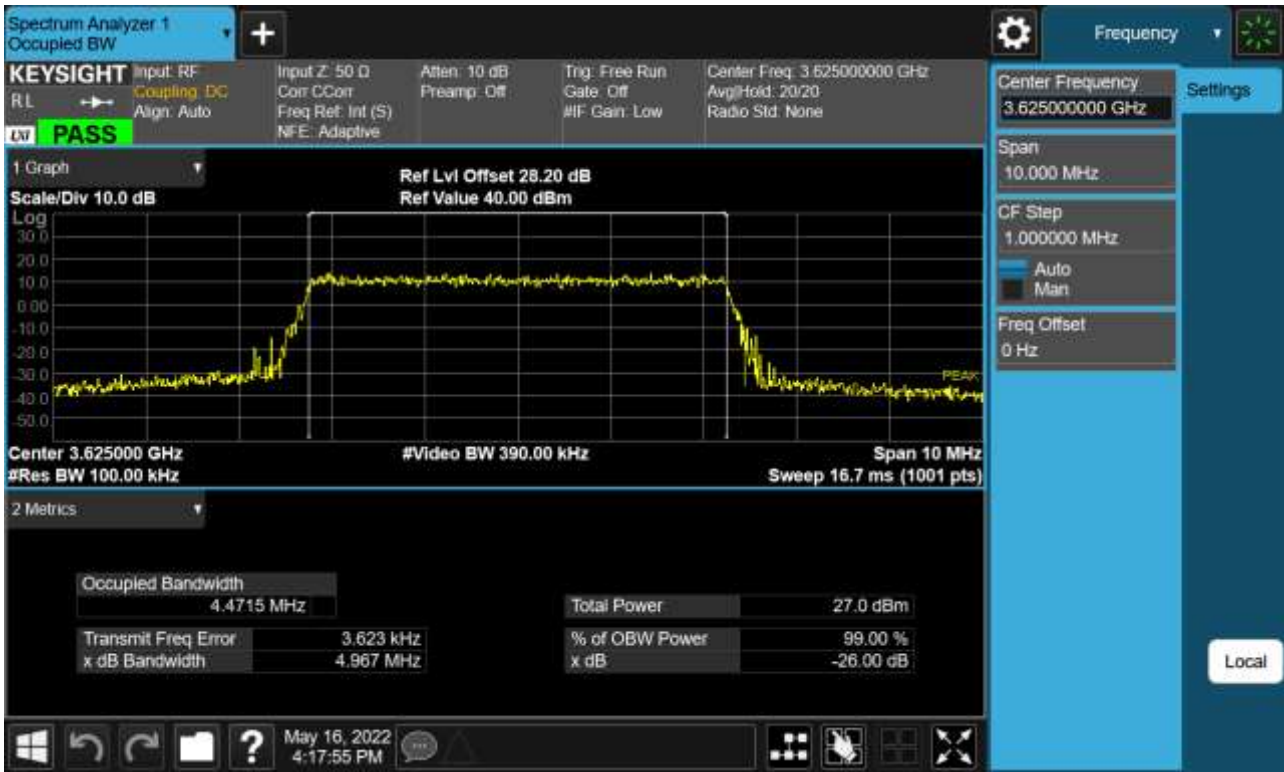 Spectrum Analyzer 1
Occupied BW
+
Frequency
KEYSIGHT
RL
LXI
PASS
Input: RF
Coupling: DC
Align: Auto
Input Z: 50 Ω
Corr CCorr
Freq Ref: Int (S)
NFE: Adaptive
Atten: 10 dB
Preamp: Off
Trig: Free Run
Gate: Off
#IF Gain: Low
Center Freq: 3.625000000 GHz
Avg|Hold: 20/20
Radio Std: None
Center Frequency
3.625000000 GHz
Settings
Span
10.000 MHz
CF Step
1.000000 MHz
Auto
Man
Freq Offset
0 Hz
1 Graph
Scale/Div 10.0 dB
Ref Lvl Offset 28.20 dB
Ref Value 40.00 dBm
Log
30.0
20.0
10.0
0.00
-10.0
-20.0
-30.0
-40.0
-50.0
PEAK
Center 3.625000 GHz
#Video BW 390.00 kHz
Span 10 MHz
#Res BW 100.00 kHz
Sweep 16.7 ms (1001 pts)
2 Metrics
Occupied Bandwidth
4.4715 MHz
Total Power 27.0 dBm
Transmit Freq Error 3.623 kHz
% of OBW Power 99.00 %
x dB Bandwidth 4.967 MHz
x dB -26.00 dB
Local
?
May 16, 2022
4:17:55 PM